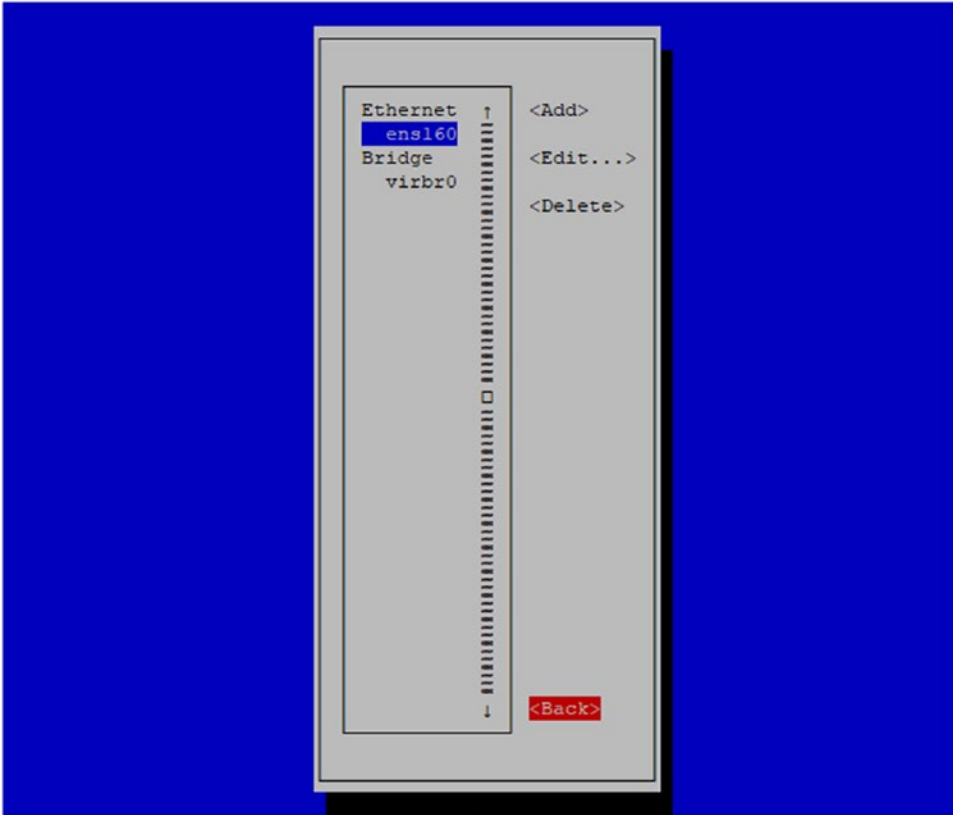 Ethernet
ens160
Bridge
virbr0
<Add>
<Edit...>
<Delete>
<Back>